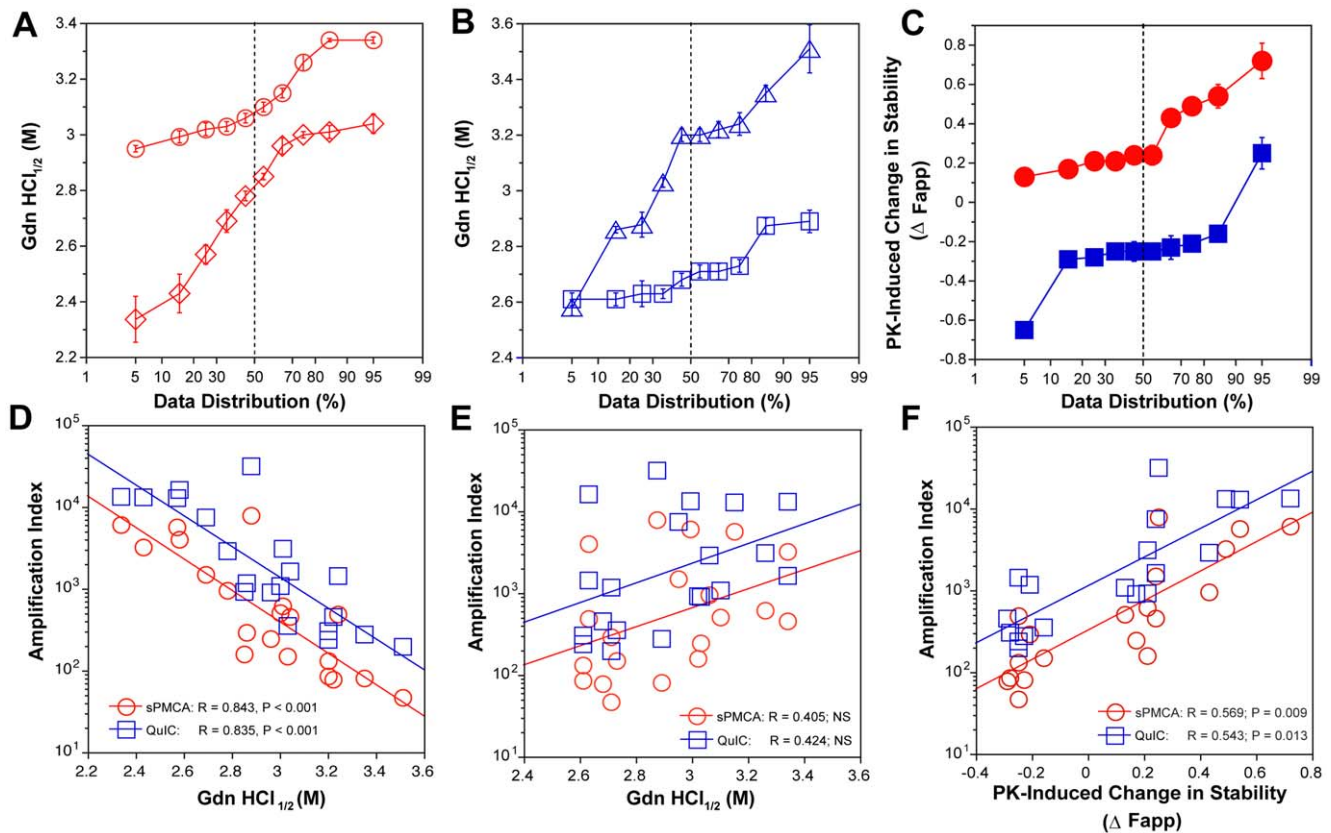 A
Gdn HCl1/2 (M)
3.4
3.2
3
2.8
2.6
2.4
2.2
1 5 10 20 30 50 70 80 90 95 99
Data Distribution (%)
B
Gdn HCl1/2 (M)
3.6
3.4
3.2
3
2.8
2.6
2.4
1 5 10 20 30 50 70 80 90 95 99
Data Distribution (%)
C
PK-Induced Change in Stability
(Δ Fapp)
0.8
0.6
0.4
0.2
0
-0.2
-0.4
-0.6
-0.8
1 5 10 20 30 50 70 80 90 95 99
Data Distribution (%)
D
Amplification Index
10^5
10^4
10^3
10^2
10^1
sPMCA: R = 0.843, P < 0.001
QuIC: R = 0.835, P < 0.001
2.2 2.4 2.6 2.8 3 3.2 3.4 3.6
Gdn HCl1/2 (M)
E
Amplification Index
10^5
10^4
10^3
10^2
10^1
sPMCA: R = 0.405; NS
QuIC: R = 0.424; NS
2.4 2.6 2.8 3 3.2 3.4 3.6
Gdn HCl1/2 (M)
F
Amplification Index
10^5
10^4
10^3
10^2
10^1
sPMCA: R = 0.569; P = 0.009
QuIC: R = 0.543; P = 0.013
-0.4 -0.2 0 0.2 0.4 0.6 0.8
PK-Induced Change in Stability
(Δ Fapp)